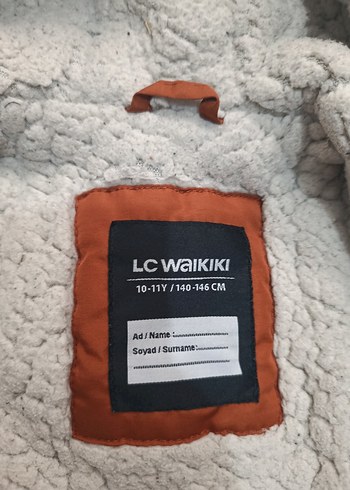 LC WAIKIKI
10-11Y / 140-146 CM
Ad / Name :
Soyad / Surname: